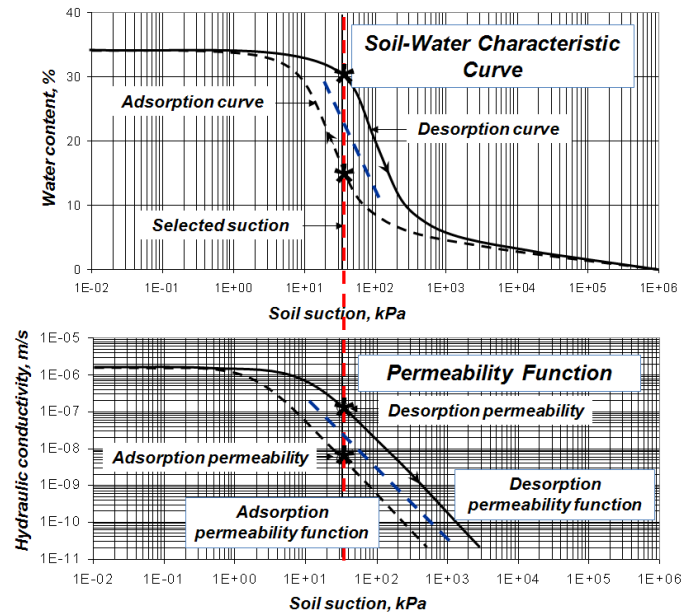 40
Soil-Water Characteristic
Curve
30
Adsorption curve
Desorption curve
20
Water content, %
10
Selected suction
0
1E-02 1E-01 1E+00 1E+01 1E+02 1E+03 1E+04 1E+05 1E+06
Soil suction, kPa
1E-05
Permeability Function
1E-06
1E-07
Desorption permeability
1E-08
Adsorption permeability
Hydraulic conductivity, m/s
1E-09
Adsorption
permeability function
Desorption
permeability function
1E-10
1E-11
1E-02 1E-01 1E+00 1E+01 1E+02 1E+03 1E+04 1E+05 1E+06
Soil suction, kPa